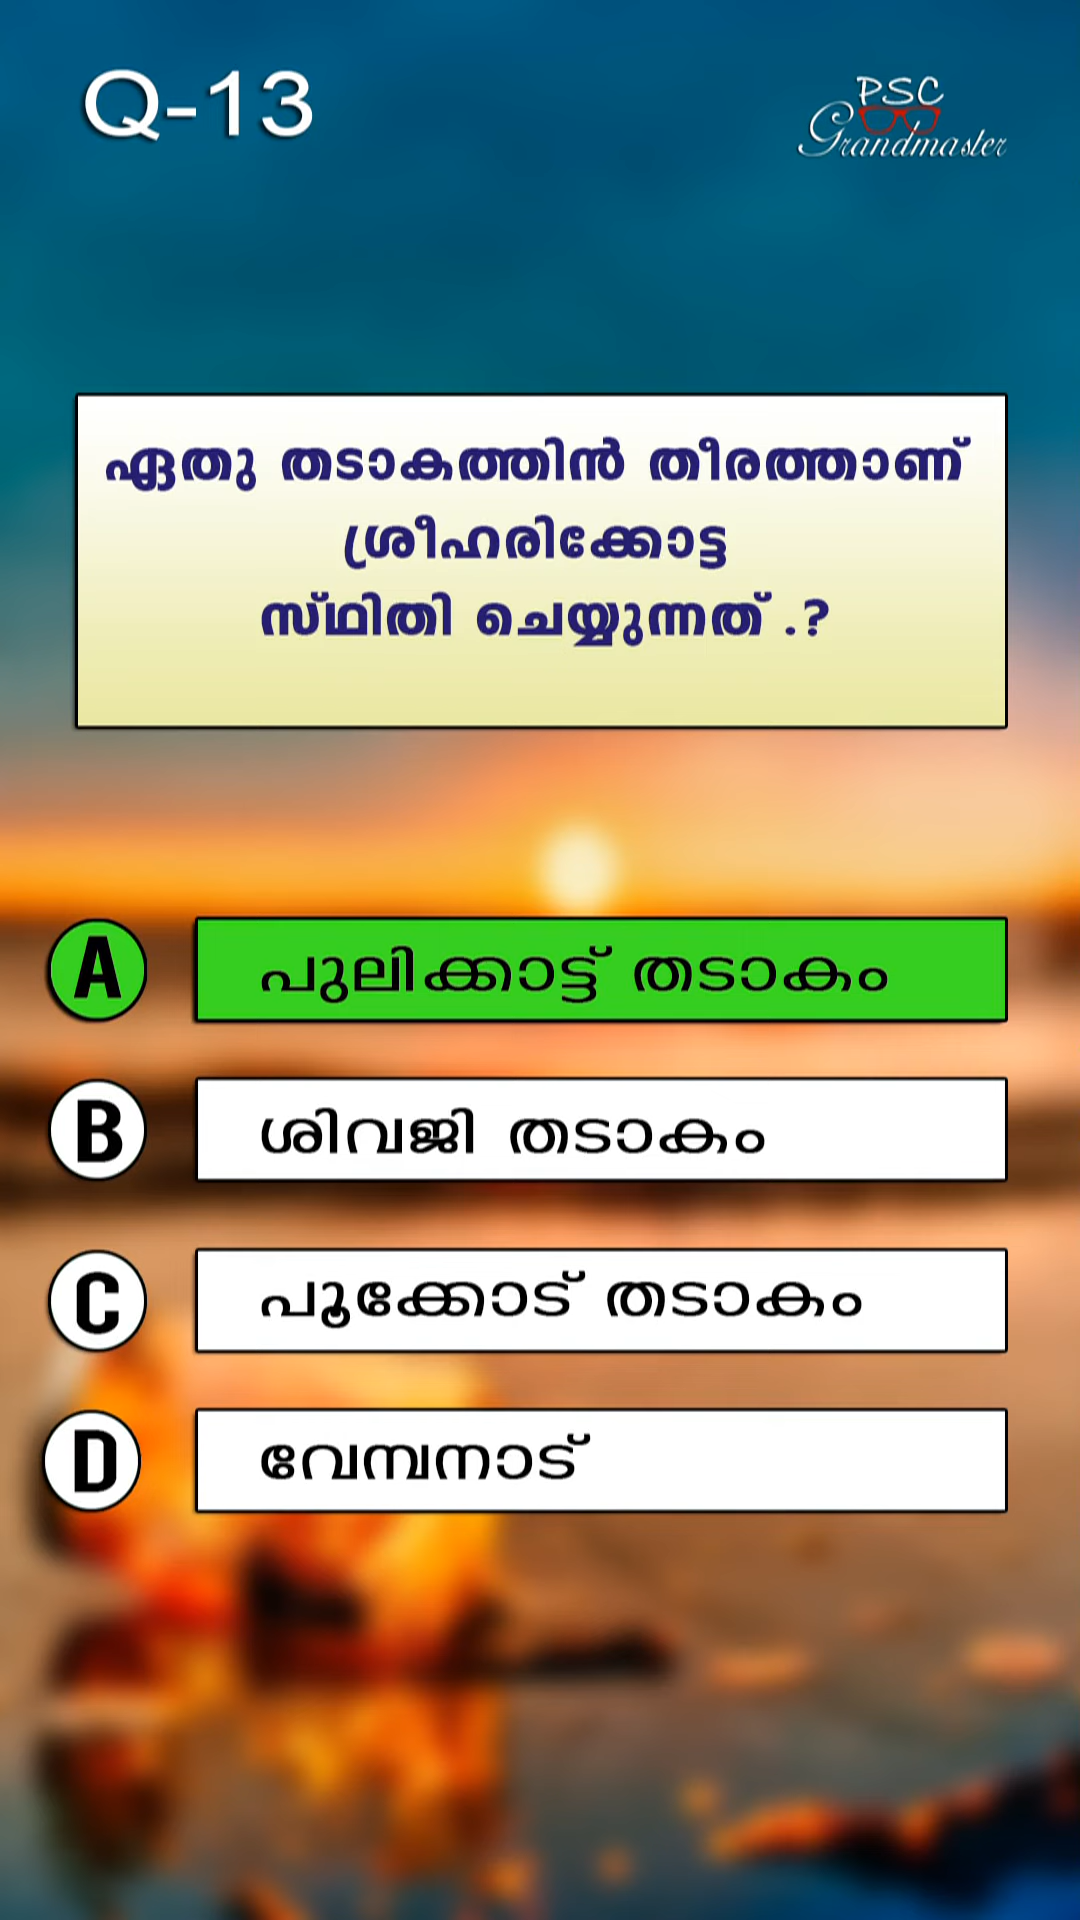 Q-13
PSC
Grandmaster
ഏതു തടാകത്തിൻ തീരത്താണ്
ശ്രീഹരിക്കോട്ട
സ്ഥിതി ചെയ്യുന്നത് .?
A പുലിക്കാട്ട് തടാകം
B ശിവജി തടാകം
C പൂക്കോട് തടാകം
D വേമ്പനാട്